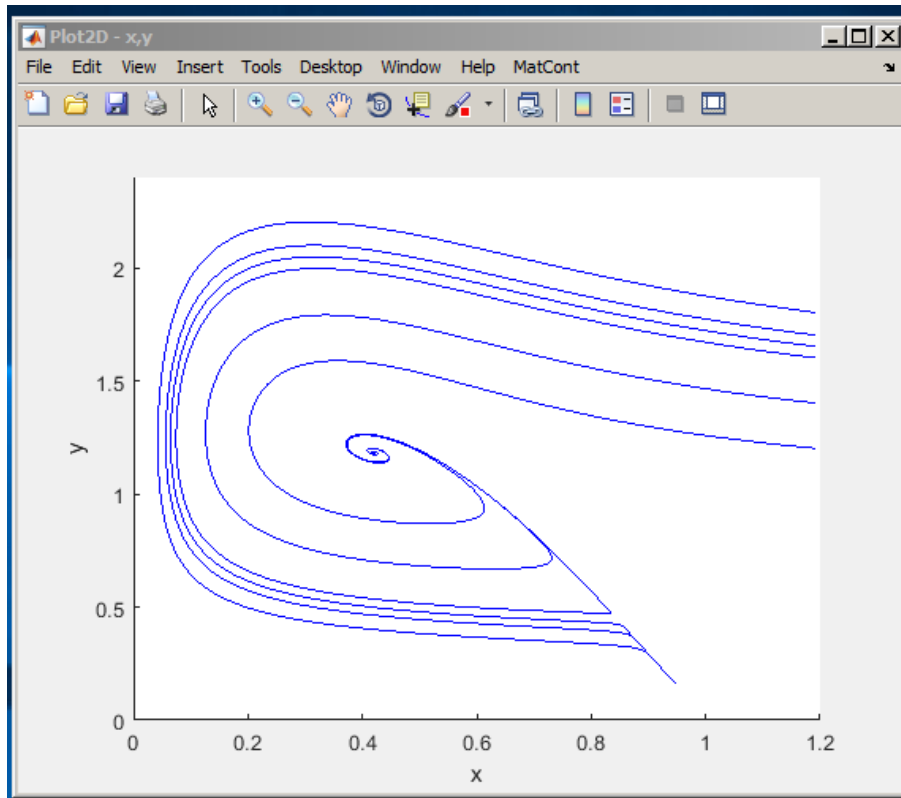 Plot2D - x,y
File Edit View Insert Tools Desktop Window Help MatCont
2
1.5
1
0.5
0
y
0 0.2 0.4 0.6 0.8 1 1.2
x